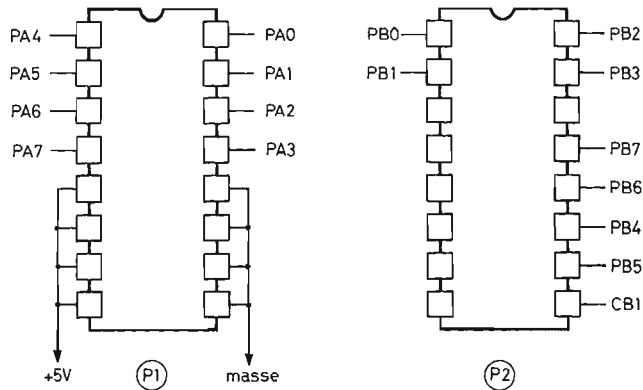 PA4 PA0 PB0 PB2
PA5 PA1 PB1 PB3
PA6 PA2
PA7 PA3 PB7
PB6
PB4
PB5
CB1
+5V P1 masse P2